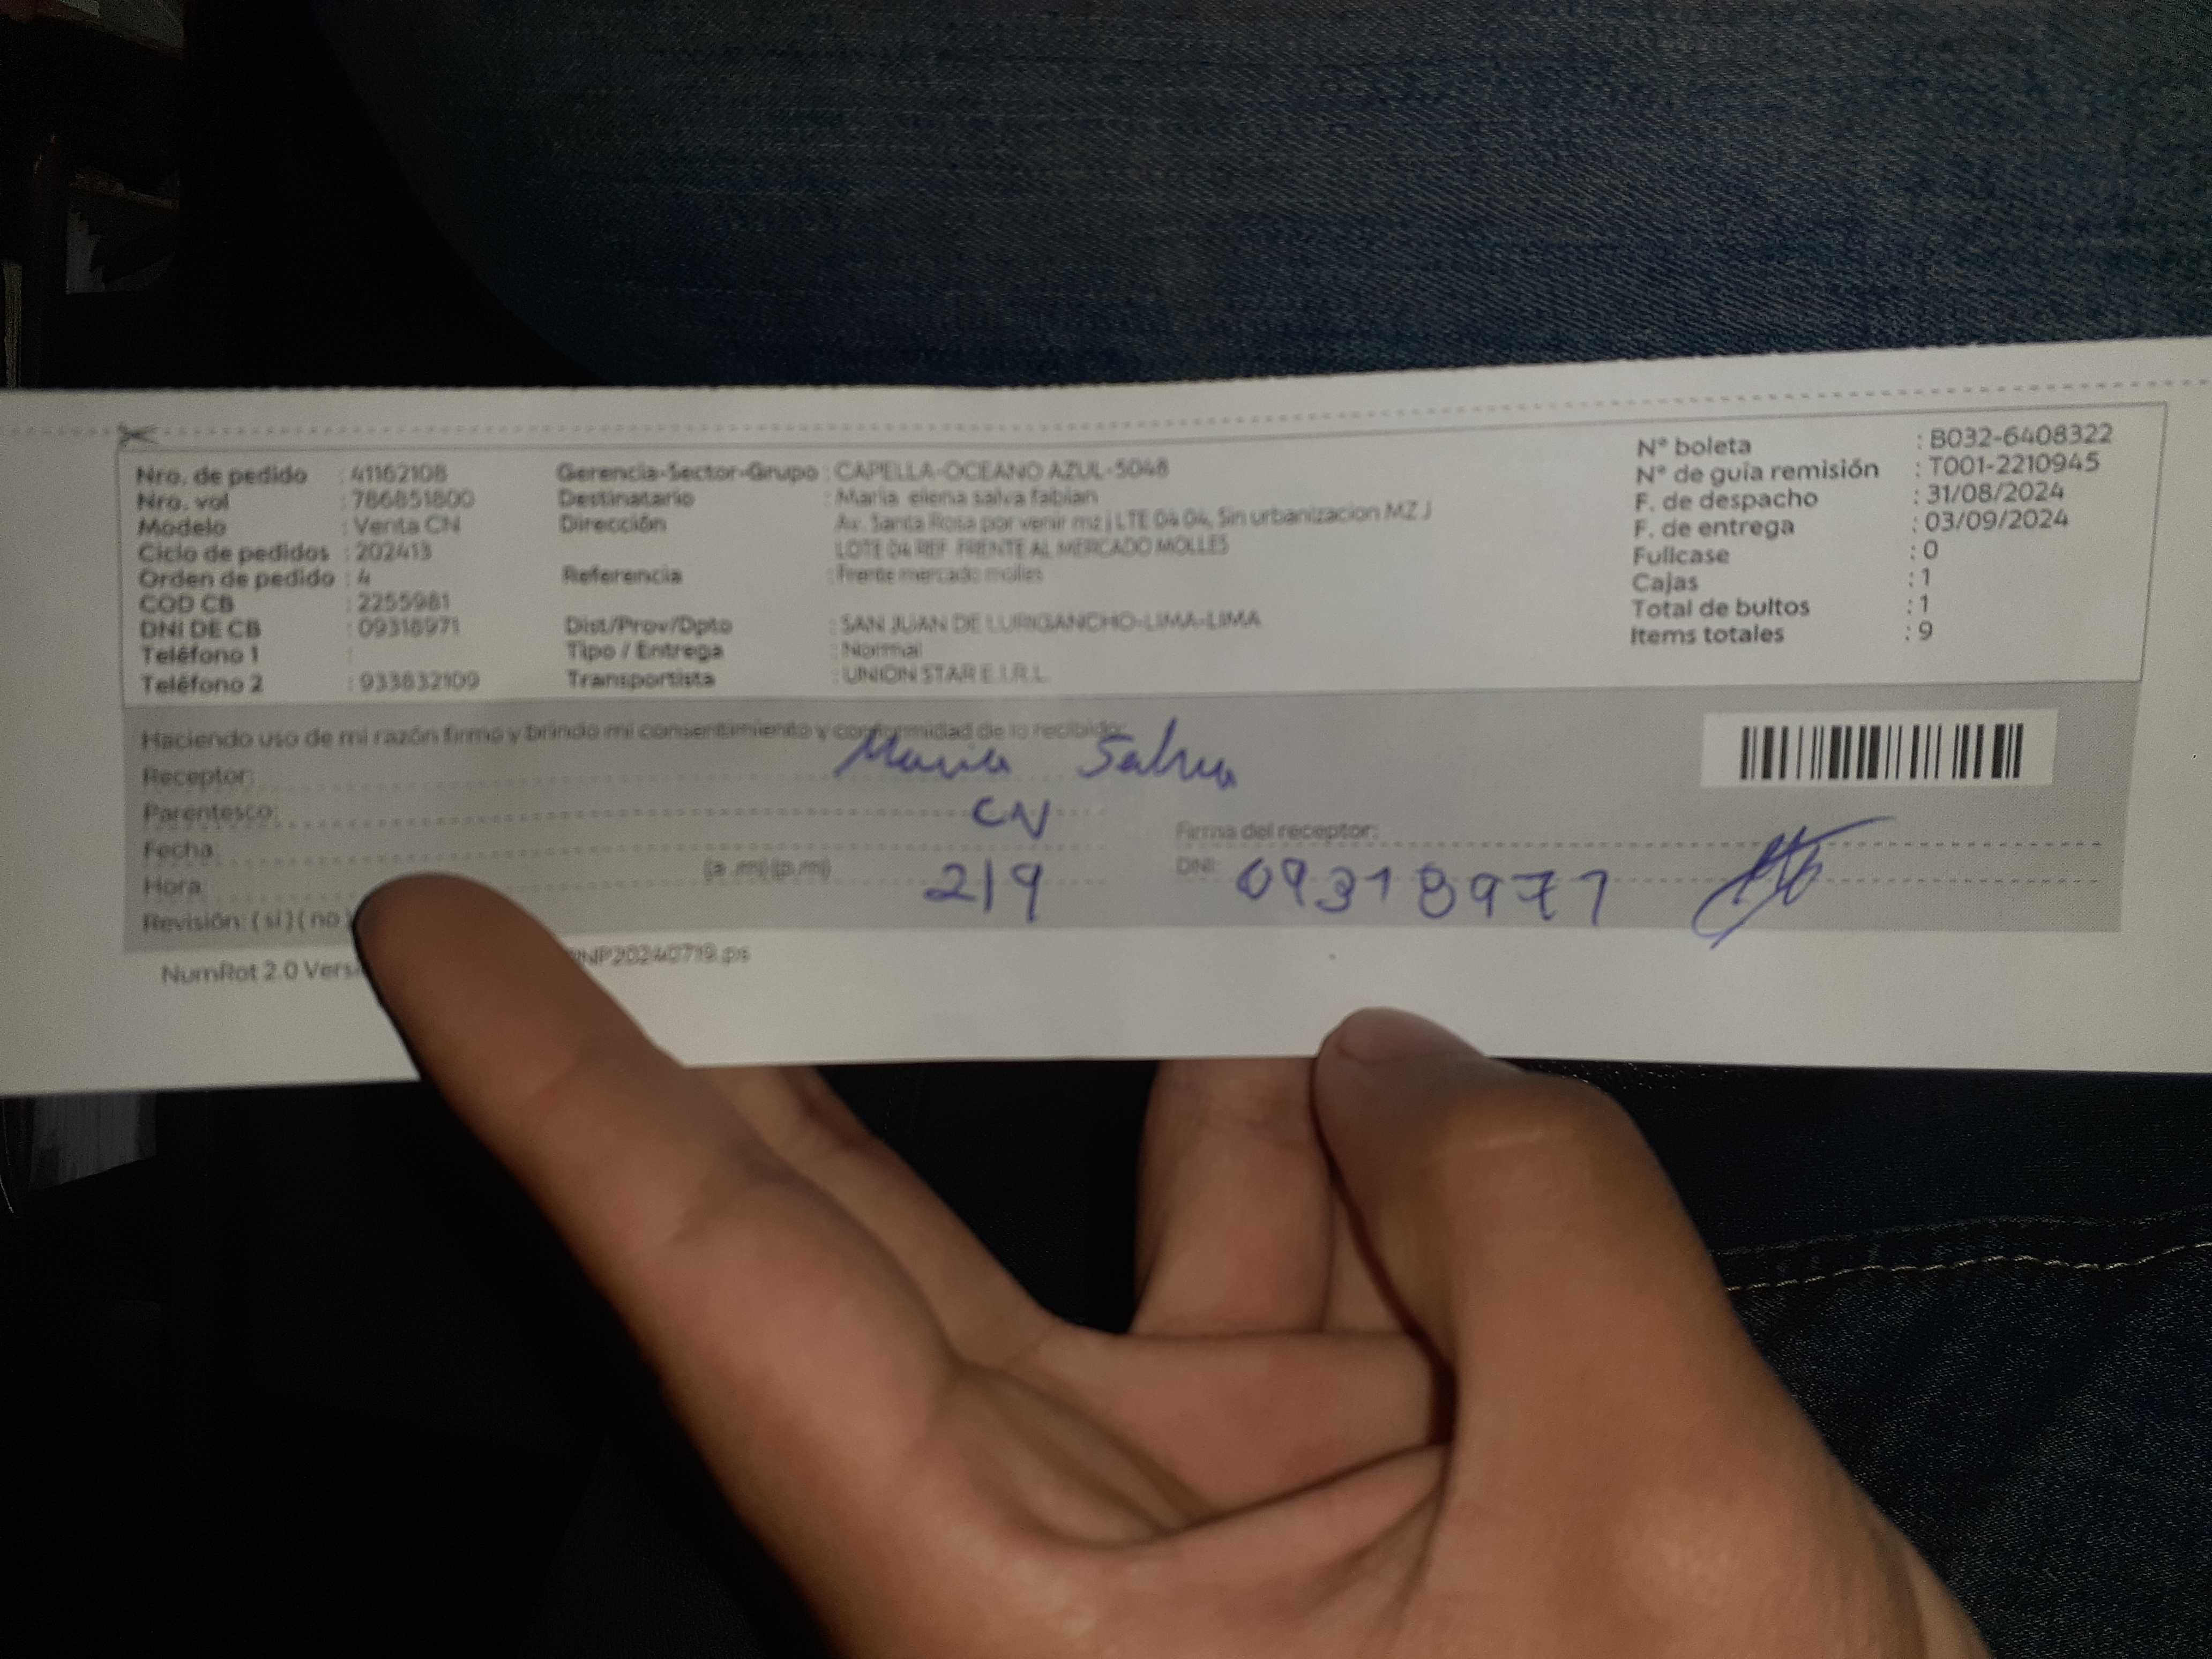 Nro. de pedido : 41162108
Nro. vol : 786851800
Modelo : Venta CN
Ciclo de pedidos : 202413
Orden de pedido : 4
COD CB : 2255981
DNI DE CB : 09318971
Teléfono 1 :
Teléfono 2 : 933832109
Gerencia-Sector-Grupo : CAPELLA-OCEANO AZUL-5048
Destinatario : Maria elena salva fabian
Dirección : Av. Santa Rosa por venir mz j LTE 04 04, Sin urbanizacion MZ J
LOTE 04 REF. FRENTE AL MERCADO MOLLES
Referencia : Frente mercado molles
Dist/Prov/Dpto : SAN JUAN DE LURIGANCHO-LIMA-LIMA
Tipo / Entrega : Normal
Transportista : UNION STAR E.I.R.L.
N° boleta : B032-6408322
N° de guia remisión : T001-2210945
F. de despacho : 31/08/2024
F. de entrega : 03/09/2024
Fullcase : 0
Cajas : 1
Total de bultos : 1
Items totales : 9
Haciendo uso de mi razón firmo y brindo mi consentimiento y conformidad de lo recibido:
Receptor: Maria Salva
Parentesco: CN
Fecha: 2/9
Hora: (a .m) (p.m)
Revisión: ( si ) ( no )
Firma del receptor:
DNI: 09318971
NumRot 2.0 Versi
NP20240719.ps